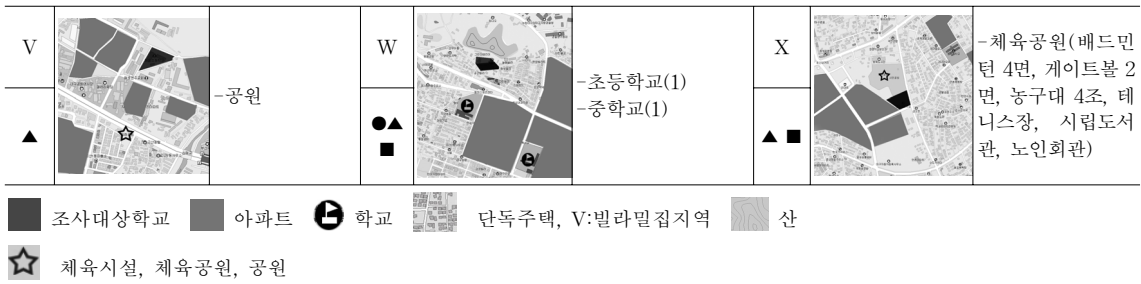 V
▲
-공원
W
●▲
■
-초등학교(1)
-중학교(1)
X
▲ ■
-체육공원(배드민
턴 4면, 게이트볼 2
면, 농구대 4조, 테
니스장, 시립도서
관, 노인회관)
조사대상학교 아파트 학교 단독주택, V:빌라밀집지역 산
체육시설, 체육공원, 공원